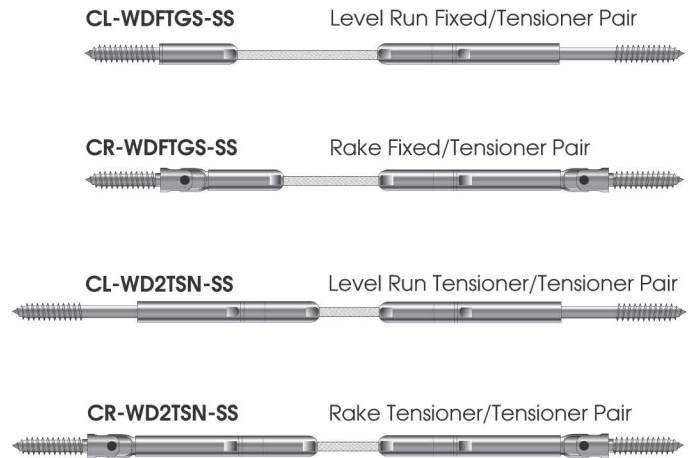 CL-WDFTGS-SS Level Run Fixed/Tensioner Pair
CR-WDFTGS-SS Rake Fixed/Tensioner Pair
CL-WD2TSN-SS Level Run Tensioner/Tensioner Pair
CR-WD2TSN-SS Rake Tensioner/Tensioner Pair